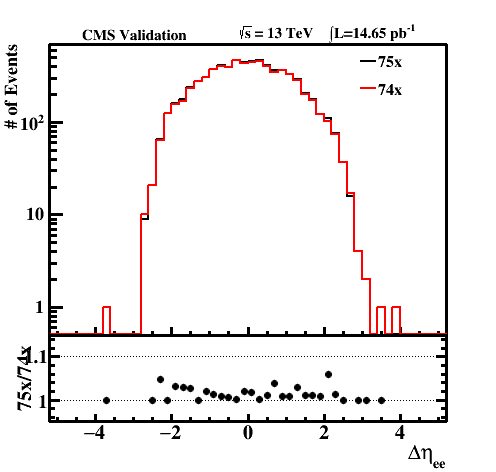 CMS Validation √s = 13 TeV ∫L=14.65 pb⁻¹
# of Events
75x
74x
10²
10
1
75x/74x
1.1
1
−4 −2 0 2 4
Δη_ee